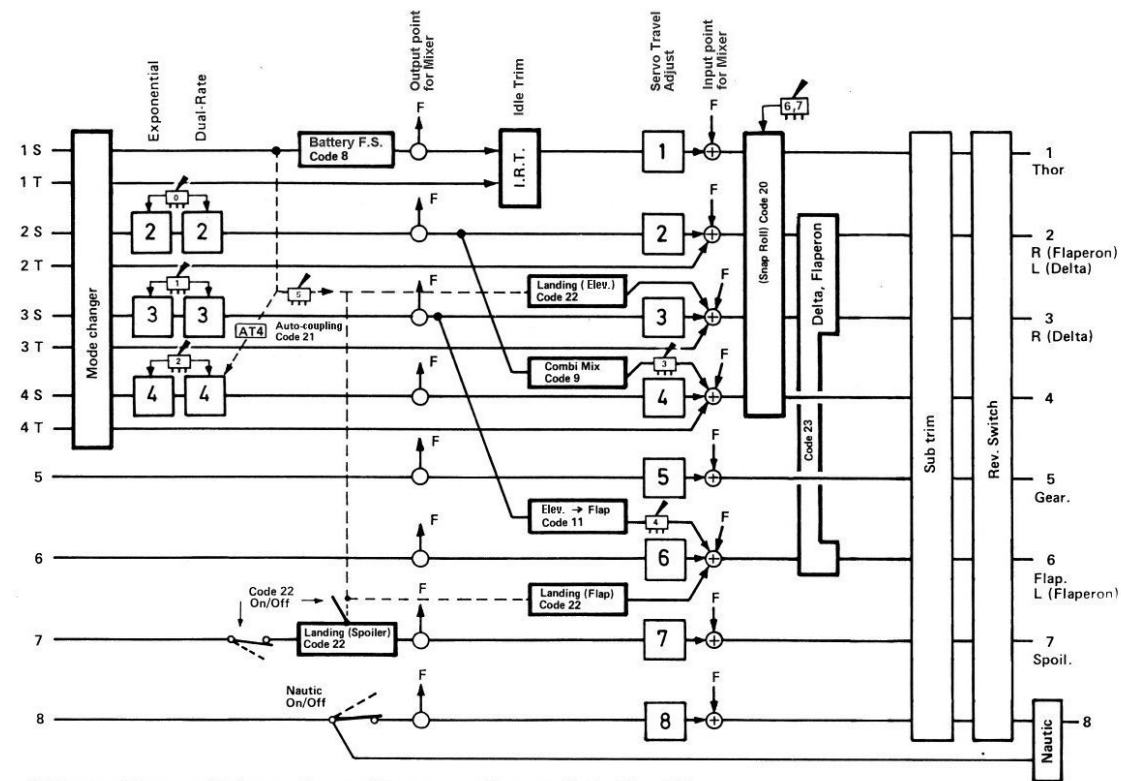 Exponential
Dual-Rate
Output point
for Mixer
Idle Trim
Servo Travel
Adjust
Input point
for Mixer
F
F
6,7
Mode changer
1 S
Battery F.S.
Code 8
I.R.T.
1
(Snap Roll) Code 20
1
Thor
1 T
0
F
F
2 S
2
2
2
Delta, Flaperon
2
R (Flaperon)
L (Delta)
2 T
1
5
F
Landing (Elev.)
Code 22
F
3 S
3
3
AT4
Auto-coupling
Code 21
3
3
R (Delta)
3 T
2
F
Combi Mix
Code 9
3
F
4 S
4
4
4
4
4 T
Code 23
Sub trim
Rev. Switch
F
F
5
5
5
Gear.
F
Elev. → Flap
Code 11
4
F
6
6
6
Flap.
L (Flaperon)
Code 22
On/Off
F
Landing (Flap)
Code 22
F
7
Landing (Spoiler)
Code 22
7
7
Spoil.
Nautic
On/Off
F
F
8
8
Nautic
8